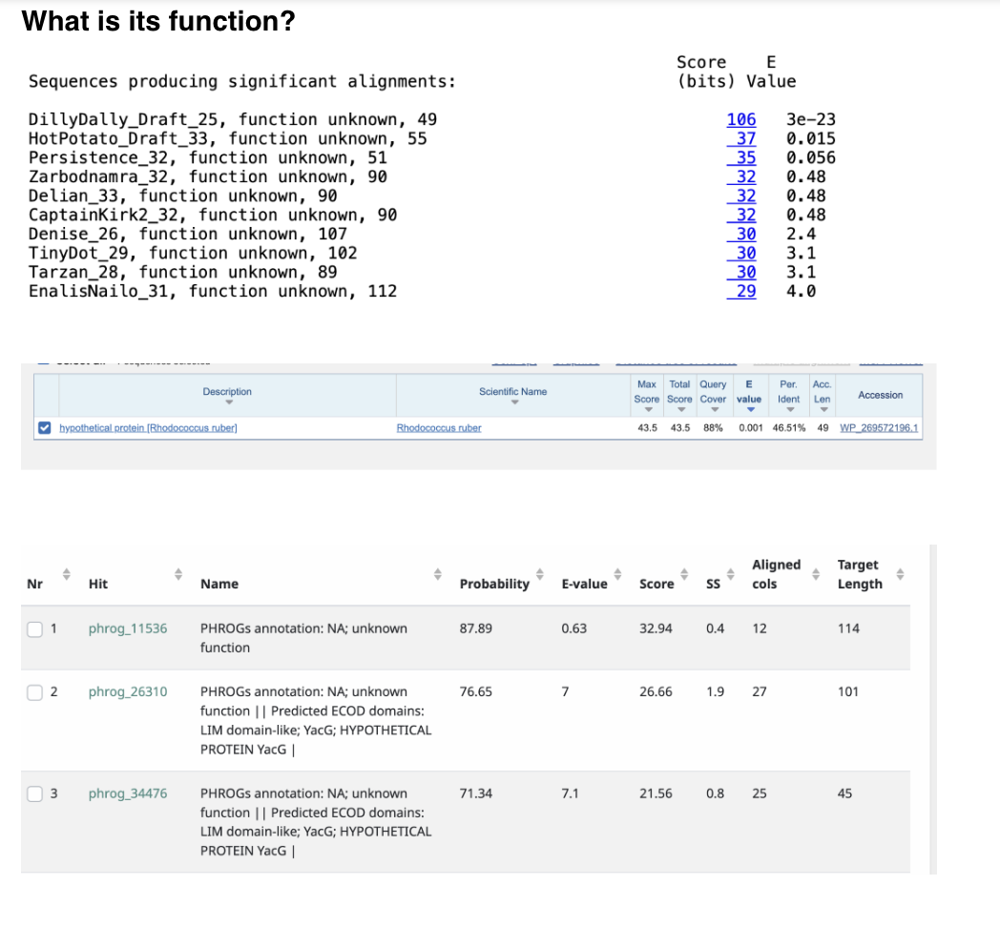 What is its function?
Score E
Sequences producing significant alignments: (bits) Value
DillyDally_Draft_25, function unknown, 49 106 3e-23
HotPotato_Draft_33, function unknown, 55 37 0.015
Persistence_32, function unknown, 51 35 0.056
Zarbodnamra_32, function unknown, 90 32 0.48
Delian_33, function unknown, 90 32 0.48
CaptainKirk2_32, function unknown, 90 32 0.48
Denise_26, function unknown, 107 30 2.4
TinyDot_29, function unknown, 102 30 3.1
Tarzan_28, function unknown, 89 30 3.1
EnalisNailo_31, function unknown, 112 29 4.0
Description Scientific Name Max Score Total Score Query Cover E value Per. Ident Acc. Len Accession
hypothetical protein [Rhodococcus ruber] Rhodococcus ruber 43.5 43.5 88% 0.001 46.51% 49 WP_269572196.1
Nr Hit Name Probability E-value Score SS Aligned cols Target Length
1 phrog_11536 PHROGs annotation: NA; unknown 87.89 0.63 32.94 0.4 12 114
function
2 phrog_26310 PHROGs annotation: NA; unknown 76.65 7 26.66 1.9 27 101
function || Predicted ECOD domains:
LIM domain-like; YacG; HYPOTHETICAL
PROTEIN YacG |
3 phrog_34476 PHROGs annotation: NA; unknown 71.34 7.1 21.56 0.8 25 45
function || Predicted ECOD domains:
LIM domain-like; YacG; HYPOTHETICAL
PROTEIN YacG |